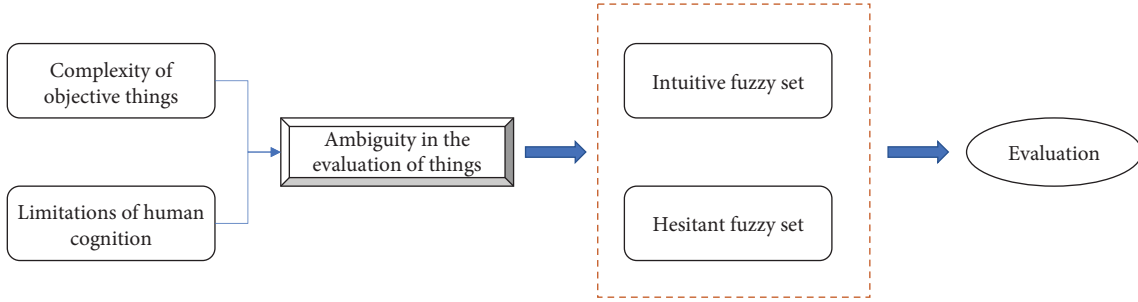 Complexity of
objective things
Limitations of human
cognition
Ambiguity in the
evaluation of things
Intuitive fuzzy set
Hesitant fuzzy set
Evaluation